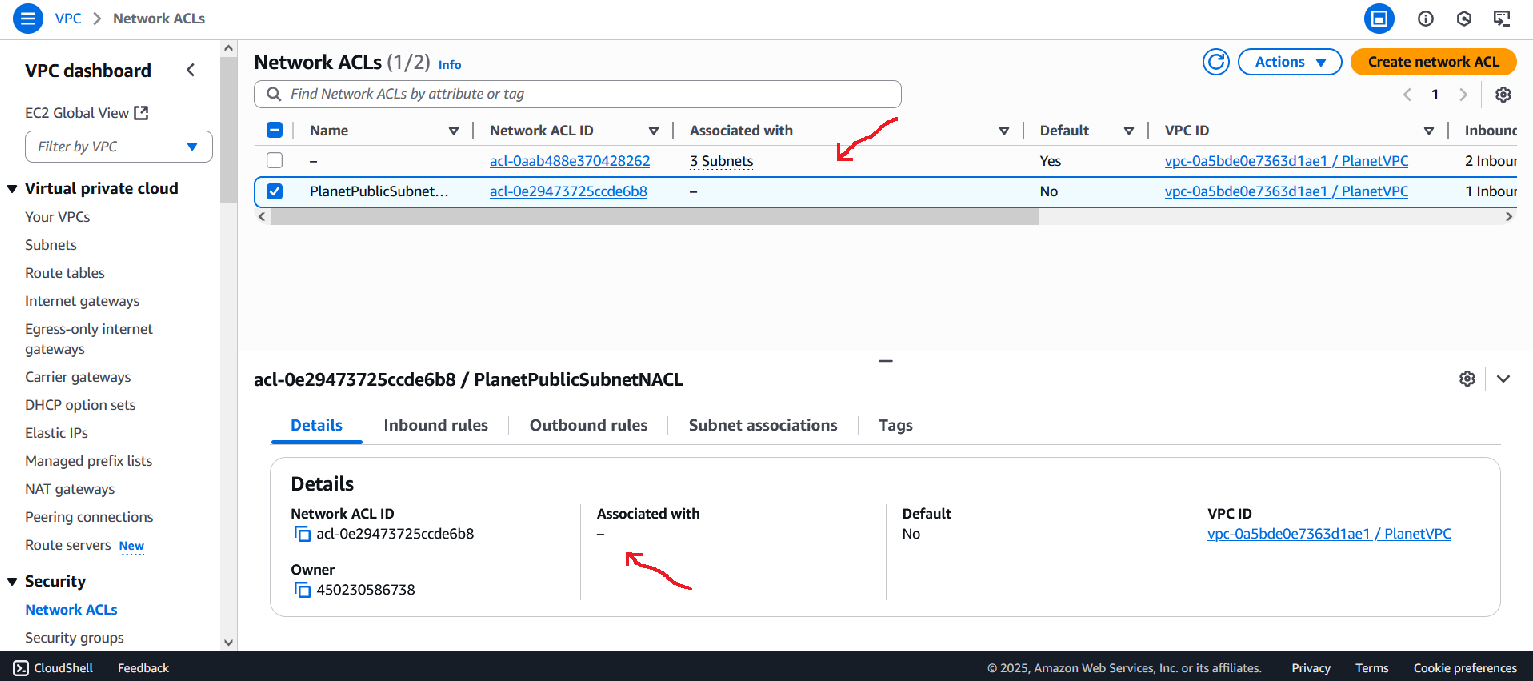 VPC > Network ACLs
VPC dashboard
EC2 Global View
Filter by VPC
Virtual private cloud
Your VPCs
Subnets
Route tables
Internet gateways
Egress-only internet
gateways
Carrier gateways
DHCP option sets
Elastic IPs
Managed prefix lists
NAT gateways
Peering connections
Route servers New
Security
Network ACLs
Security groups
Network ACLs (1/2) Info
Actions Create network ACL
Find Network ACLs by attribute or tag
1
Name Network ACL ID Associated with Default VPC ID Inbound
– acl-0aab488e370428262 3 Subnets Yes vpc-0a5bde0e7363d1ae1 / PlanetVPC 2 Inbour
PlanetPublicSubnet... acl-0e29473725ccde6b8 – No vpc-0a5bde0e7363d1ae1 / PlanetVPC 1 Inbour
acl-0e29473725ccde6b8 / PlanetPublicSubnetNACL
Details Inbound rules Outbound rules Subnet associations Tags
Details
Network ACL ID Associated with Default VPC ID
acl-0e29473725ccde6b8 – No vpc-0a5bde0e7363d1ae1 / PlanetVPC
Owner
450230586738
CloudShell Feedback © 2025, Amazon Web Services, Inc. or its affiliates. Privacy Terms Cookie preferences